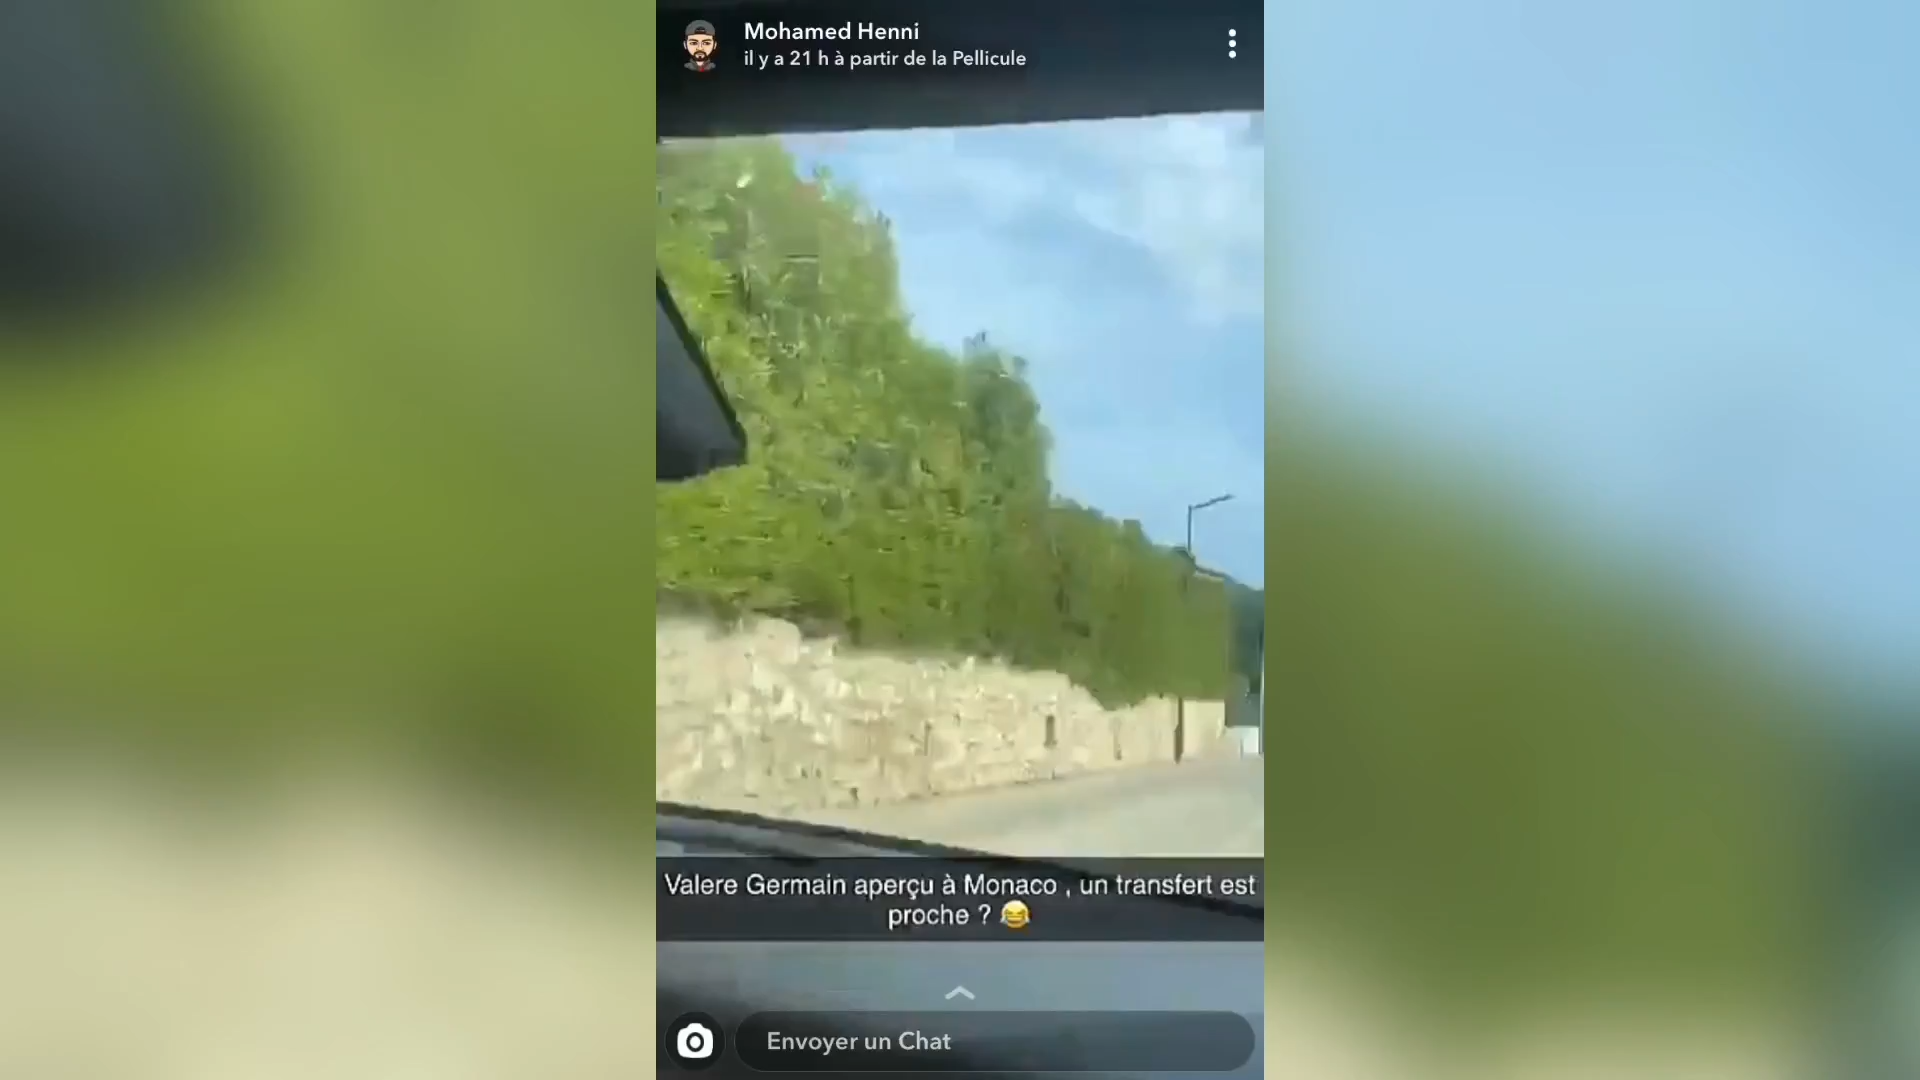 Mohamed Henni
il y a 21 h à partir de la Pellicule
Valere Germain aperçu à Monaco , un transfert est
proche ? 😂
Envoyer un Chat